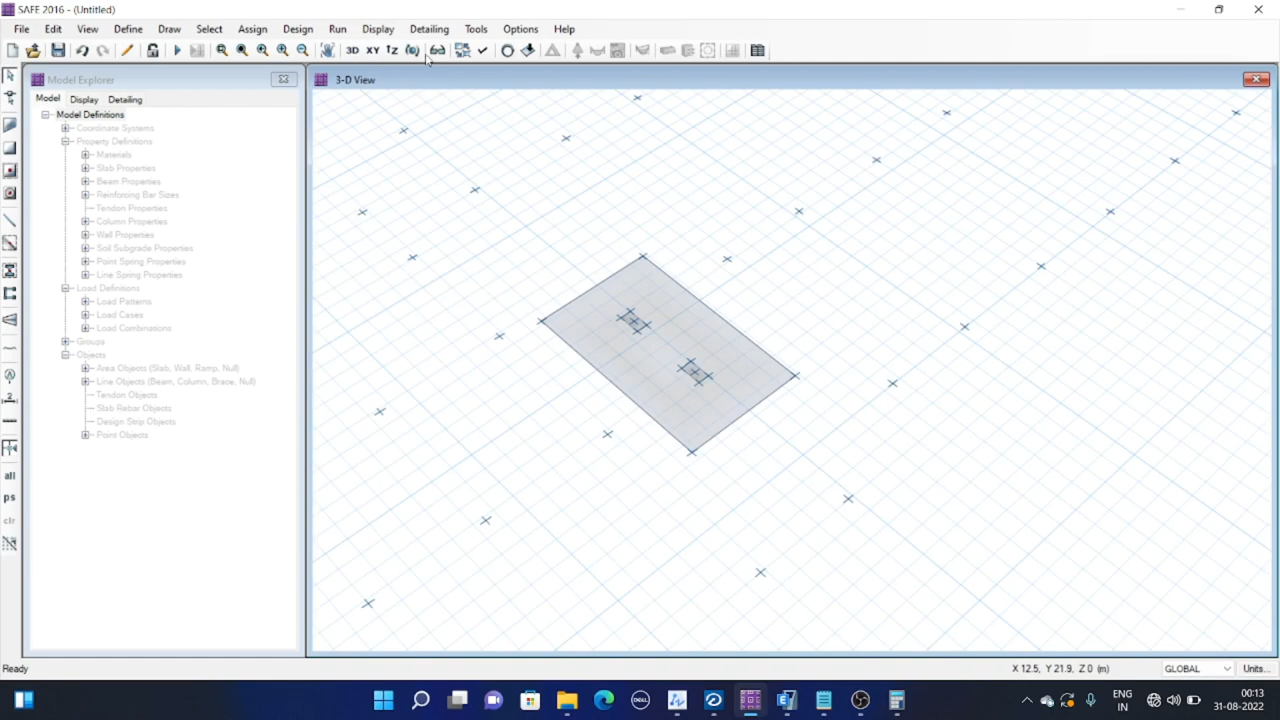 SAFE 2016 - (Untitled)
File Edit View Define Draw Select Assign Design Run Display Detailing Tools Options Help
3D XY
Model Explorer
3-D View
Model Display Detailing
Model Definitions
Coordinate Systems
Property Definitions
Materials
Slab Properties
Beam Properties
Reinforcing Bar Sizes
Tendon Properties
Column Properties
Wall Properties
Soil Subgrade Properties
Point Spring Properties
Line Spring Properties
Load Definitions
Load Patterns
Load Cases
Load Combinations
Groups
Objects
Area Objects (Slab, Wall, Ramp, Null)
Line Objects (Beam, Column, Brace, Null)
Tendon Objects
Slab Rebar Objects
Design Strip Objects
Point Objects
all
ps
clr
Ready
X 12.5, Y 21.9, Z 0 (m)
GLOBAL
Units...
DELL
ENG
IN
00:13
31-08-2022